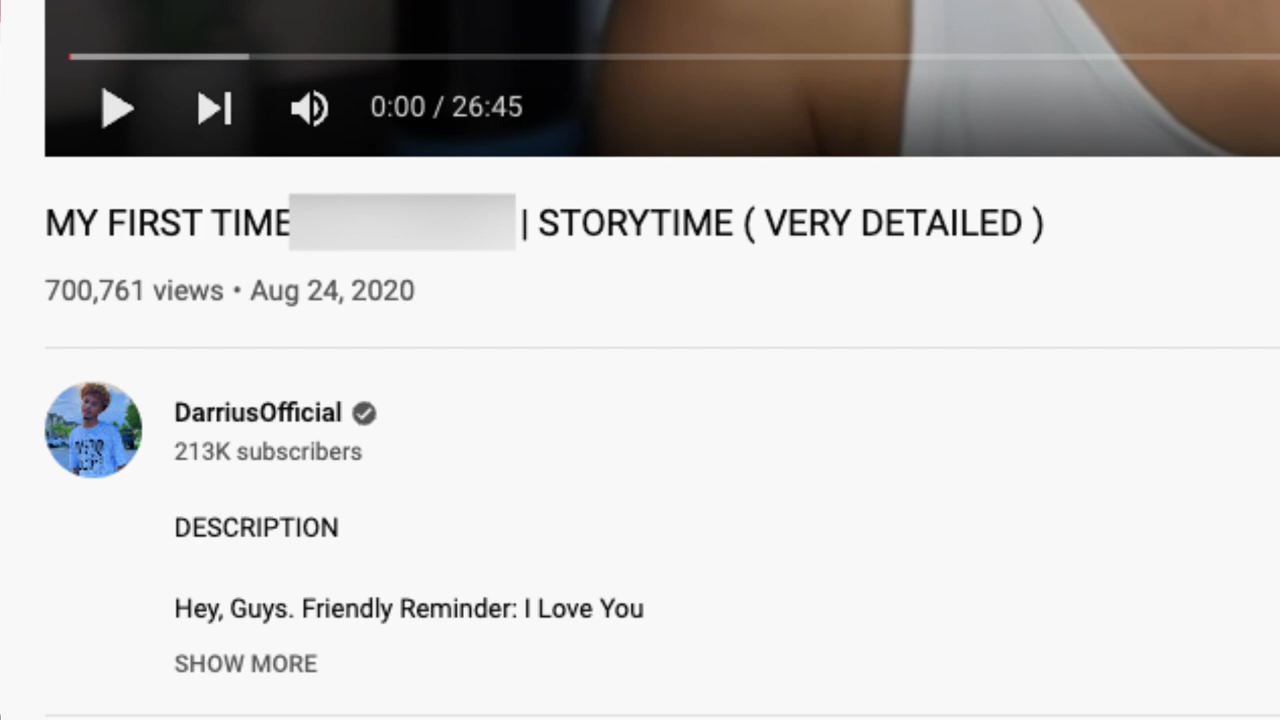 0:00 / 26:45
MY FIRST TIME | STORYTIME ( VERY DETAILED )
700,761 views • Aug 24, 2020
DarriusOfficial
213K subscribers
DESCRIPTION
Hey, Guys. Friendly Reminder: I Love You
SHOW MORE